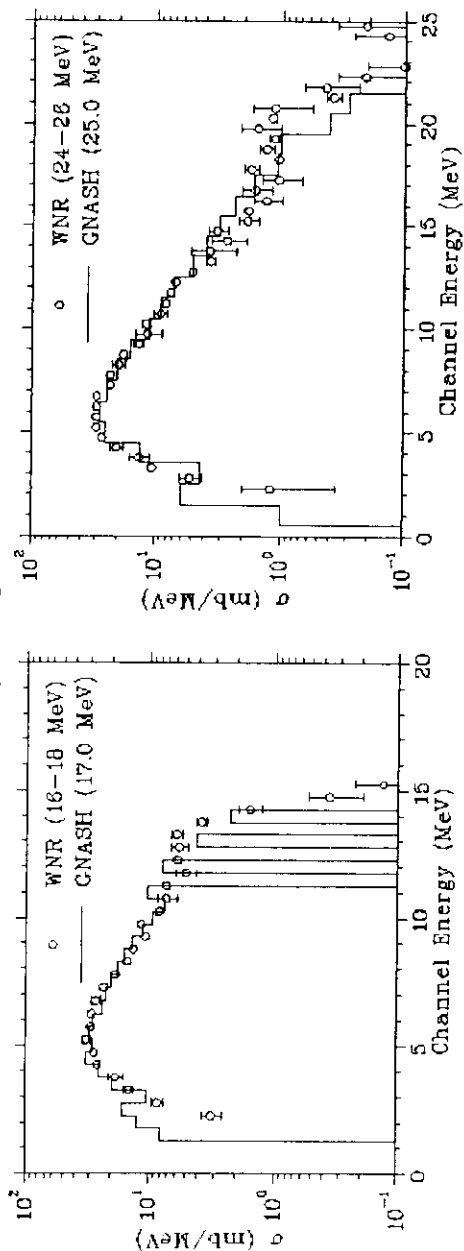 WNR (16-18 MeV)
GNASH (17.0 MeV)
10²
10¹
10⁰
10⁻¹
σ (mb/MeV)
0
5
10
15
20
Channel Energy (MeV)
WNR (24-26 MeV)
GNASH (25.0 MeV)
10²
10¹
10⁰
10⁻¹
σ (mb/MeV)
0
5
10
15
20
25
Channel Energy (MeV)